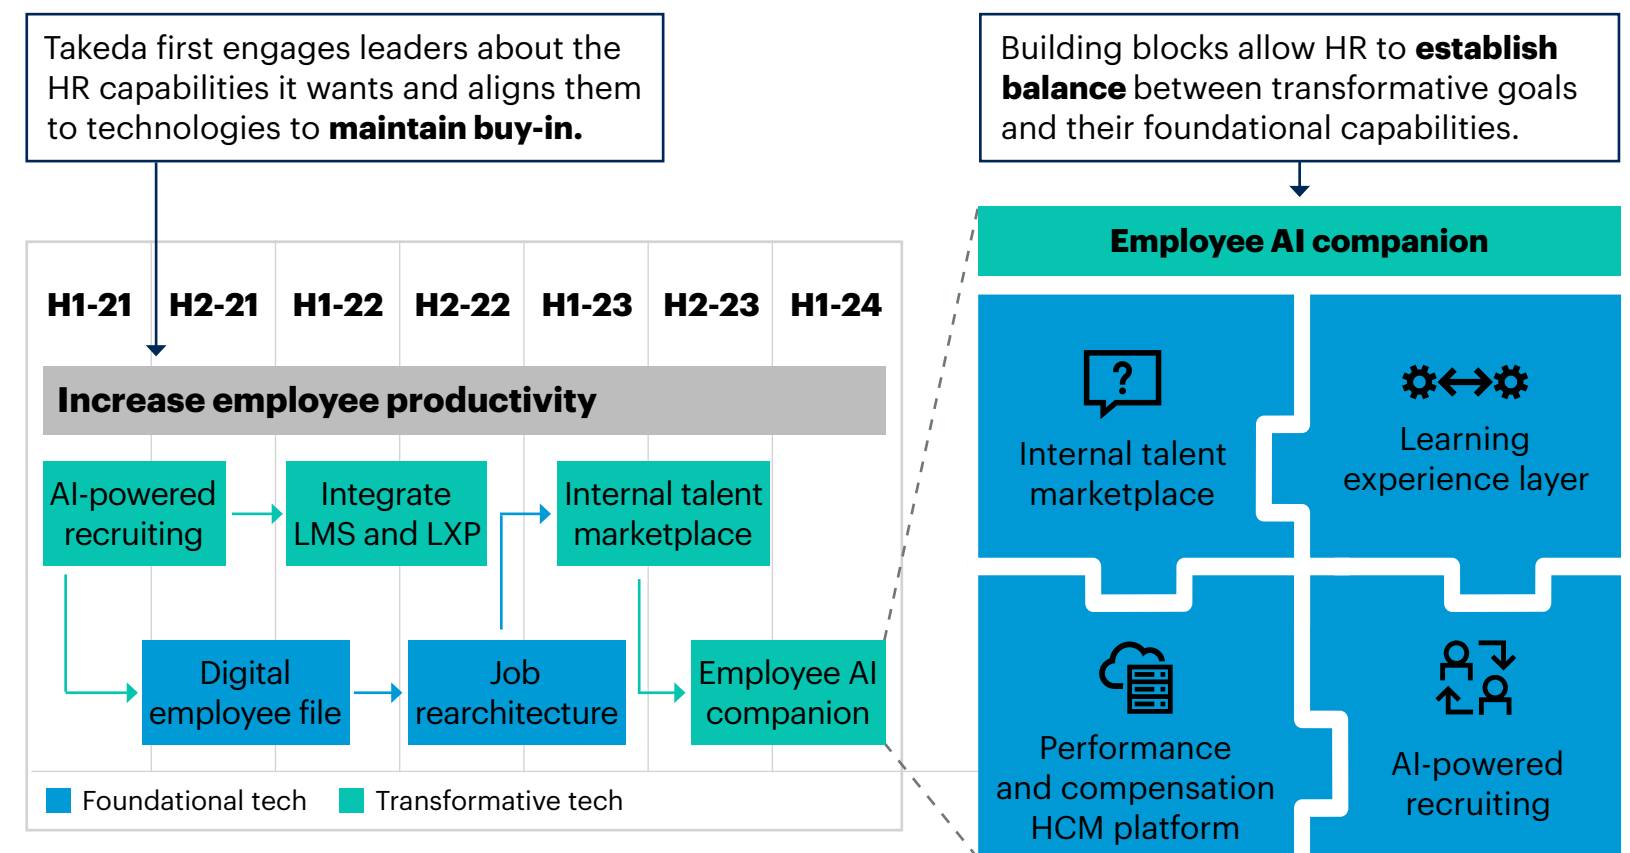 Takeda first engages leaders about the
HR capabilities it wants and aligns them
to technologies to maintain buy-in.
Building blocks allow HR to establish
balance between transformative goals
and their foundational capabilities.
H1-21 H2-21 H1-22 H2-22 H1-23 H2-23 H1-24
Increase employee productivity
AI-powered
recruiting
Integrate
LMS and LXP
Internal talent
marketplace
Digital
employee file
Job
rearchitecture
Employee AI
companion
Foundational tech
Transformative tech
Employee AI companion
?
Internal talent
marketplace
Learning
experience layer
Performance
and compensation
HCM platform
AI-powered
recruiting